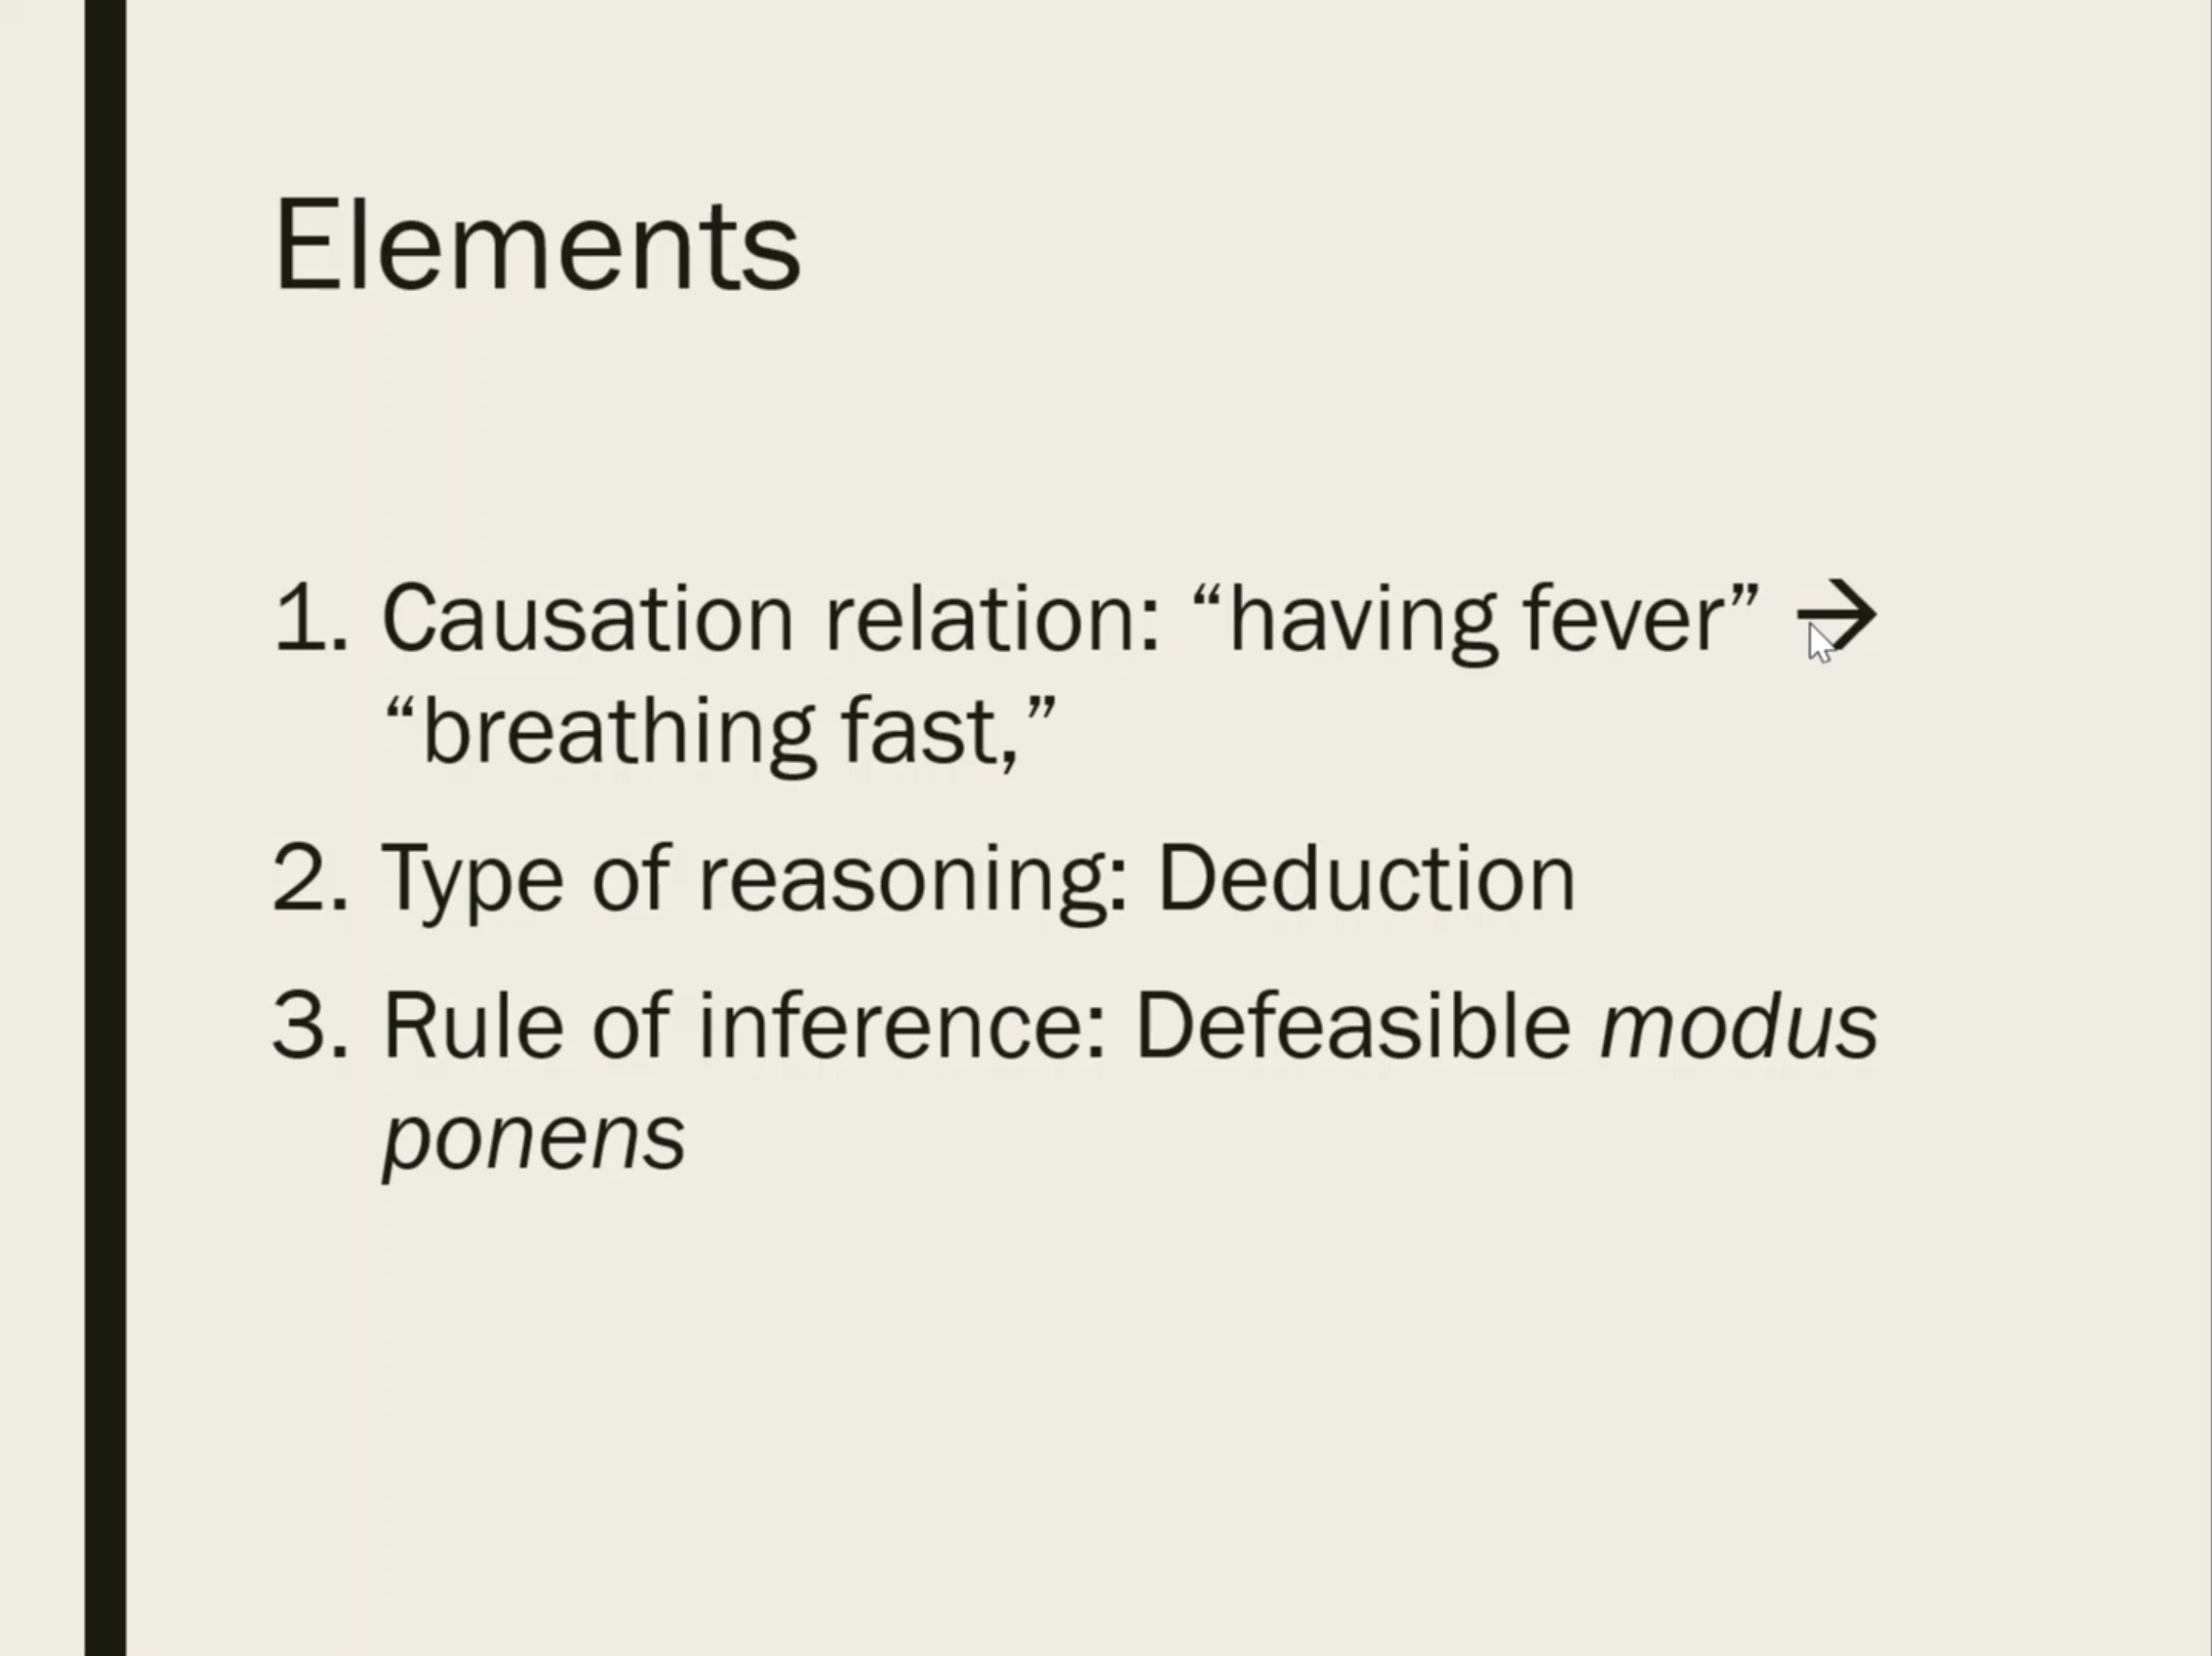 Elements
1. Causation relation: “having fever” →
“breathing fast,”
2. Type of reasoning: Deduction
3. Rule of inference: Defeasible modus
ponens